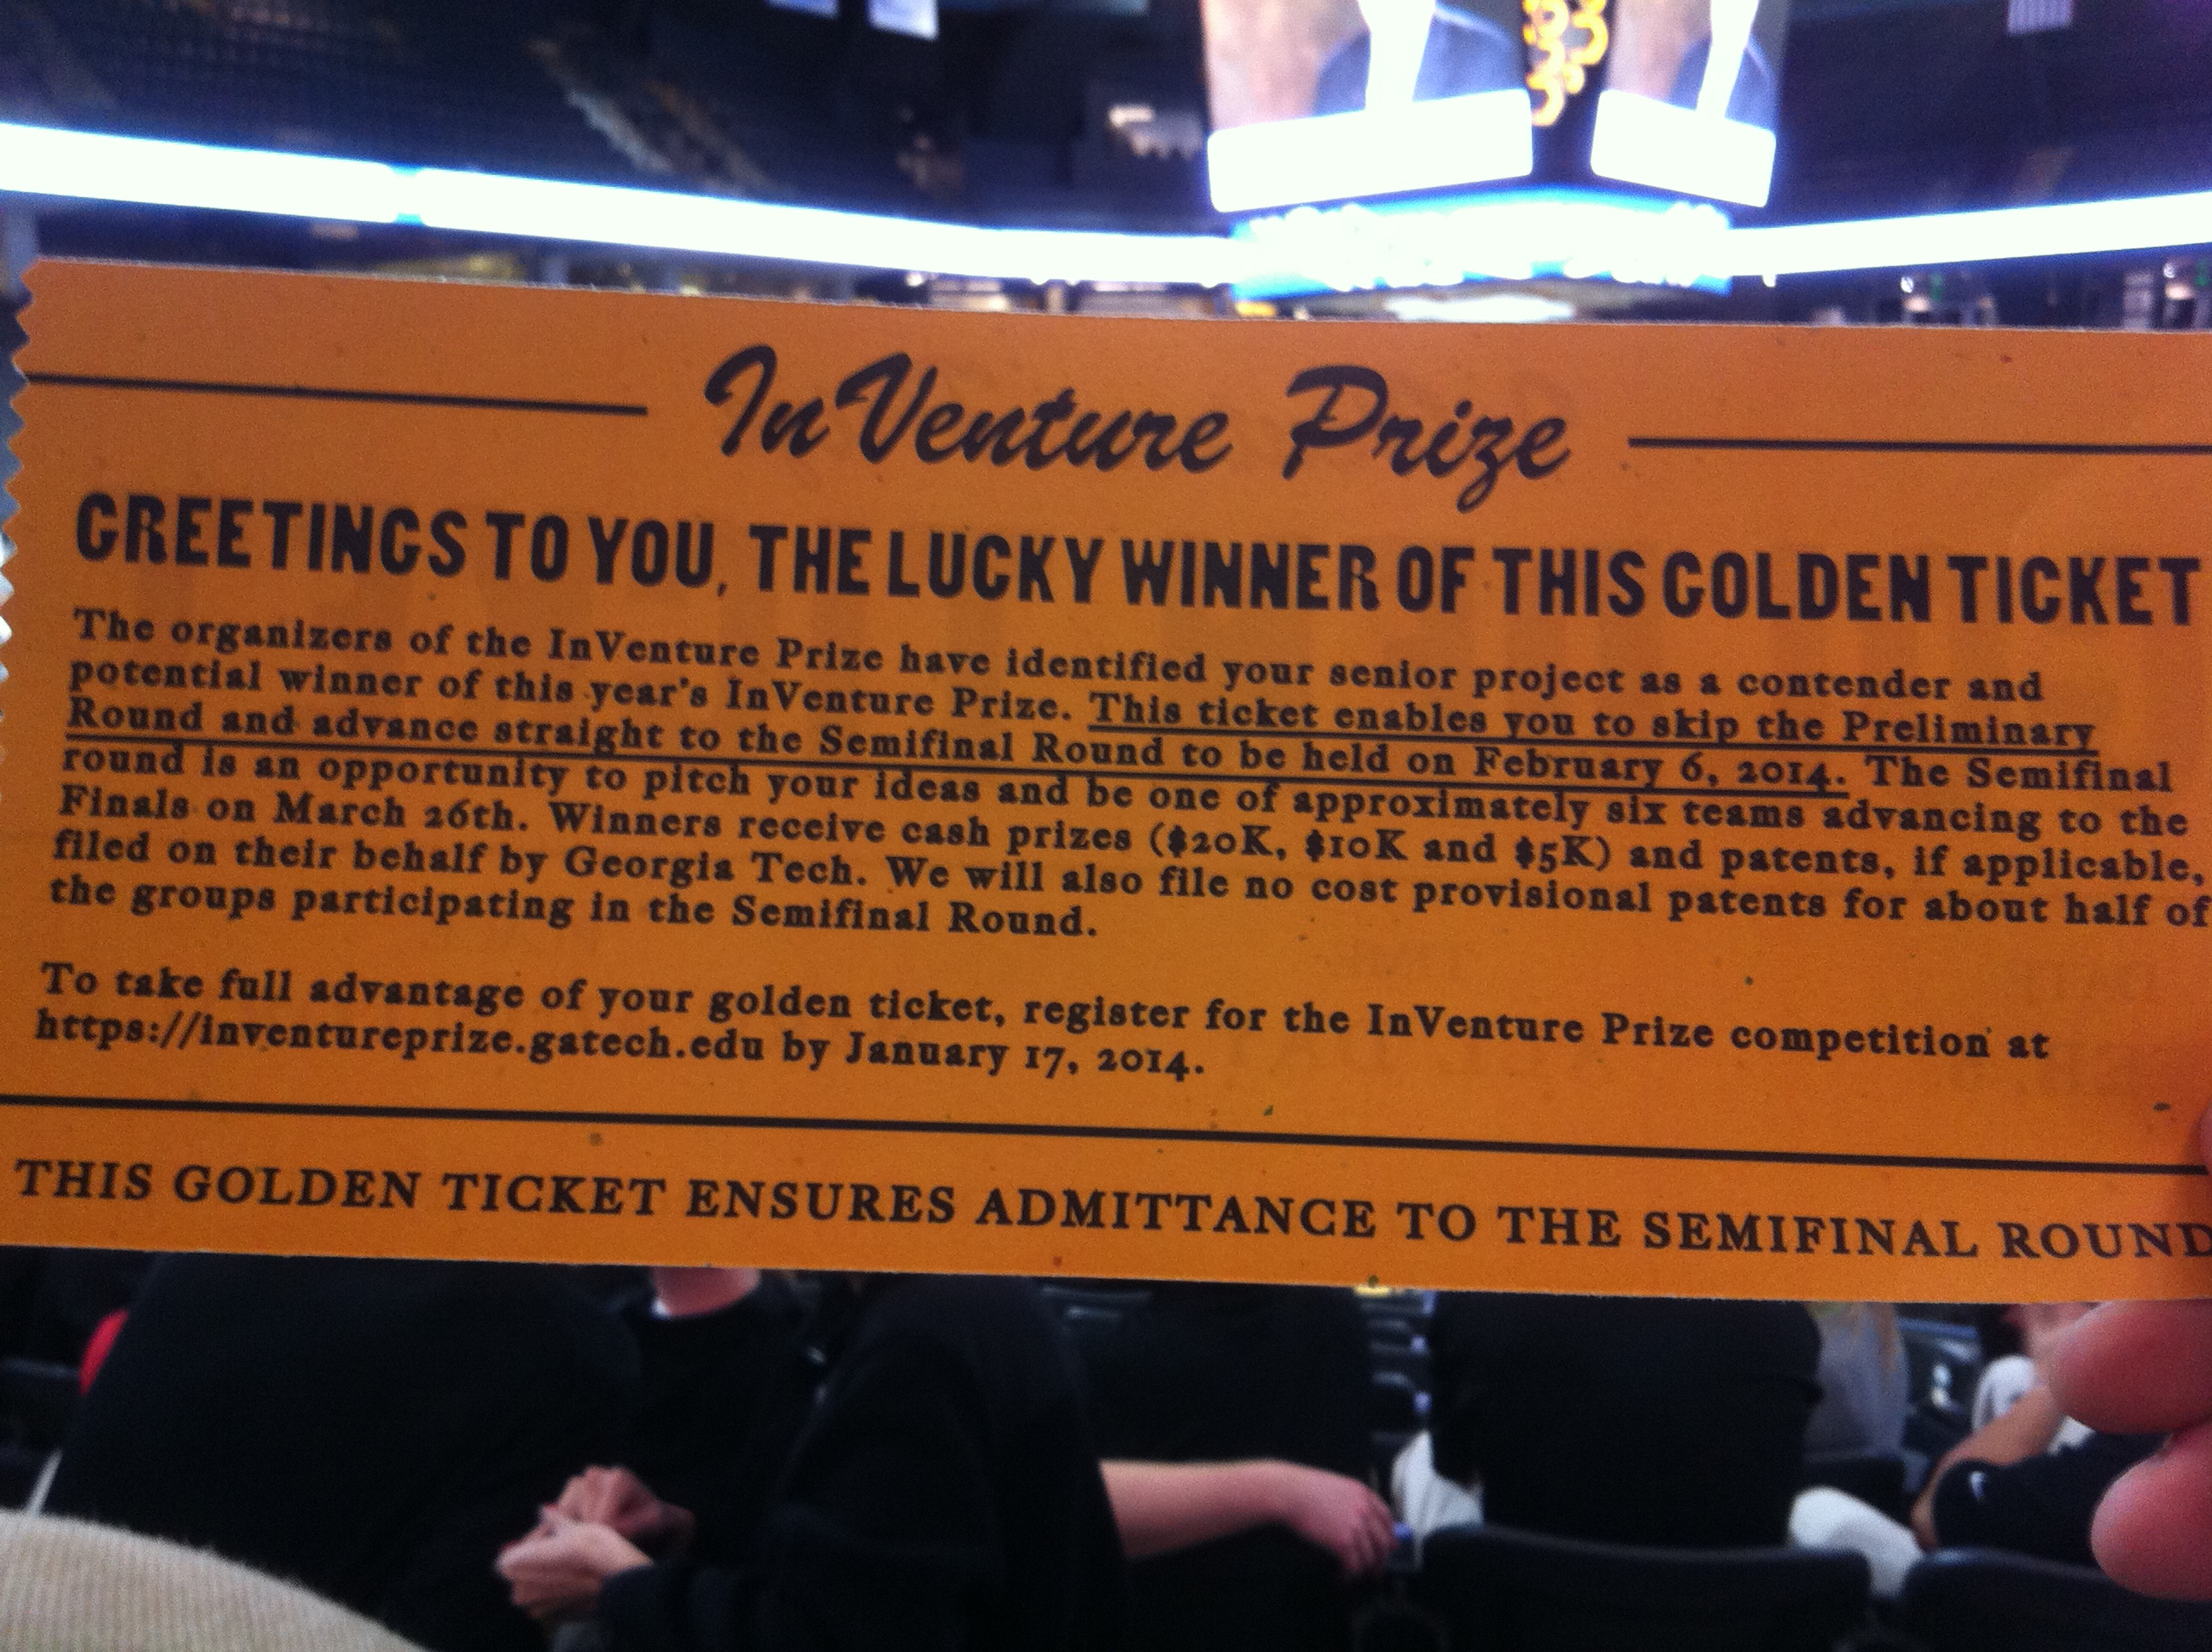 InVenture Prize
GREETINGS TO YOU, THE LUCKY WINNER OF THIS GOLDEN TICKET
The organizers of the InVenture Prize have identified your senior project as a contender and
potential winner of this year's InVenture Prize. This ticket enables you to skip the Preliminary
Round and advance straight to the Semifinal Round to be held on February 6, 2014. The Semifinal
round is an opportunity to pitch your ideas and be one of approximately six teams advancing to the
Finals on March 26th. Winners receive cash prizes ($20K, $10K and $5K) and patents, if applicable,
filed on their behalf by Georgia Tech. We will also file no cost provisional patents for about half of
the groups participating in the Semifinal Round.
To take full advantage of your golden ticket, register for the InVenture Prize competition at
https://inventureprize.gatech.edu by January 17, 2014.
THIS GOLDEN TICKET ENSURES ADMITTANCE TO THE SEMIFINAL ROUND